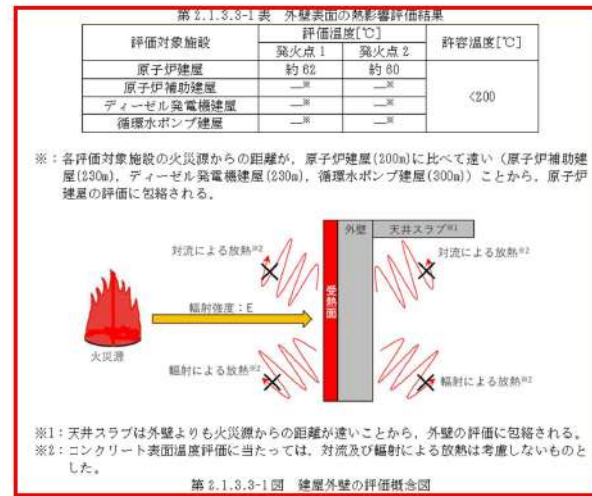 第 2.1.3.3-1 表　外壁表面の熱影響評価結果
評価対象施設　評価温度[℃]　許容温度[℃]
発火点 1　発火点 2
原子炉建屋　約 62　約 60
原子炉補助建屋　―※　―※
ディーゼル発電機建屋　―※　―※
循環水ポンプ建屋　―※　―※
<200
※：各評価対象施設の火災源からの距離が，原子炉建屋(200m)に比べて遠い（原子炉補助建
屋(230m)，ディーゼル発電機建屋(230m)，循環水ポンプ建屋(300m)）ことから，原子炉
建屋の評価に包絡される。
外壁　天井スラブ※1
対流による放熱※2　対流による放熱※2
受熱面
輻射強度：E
火災源
輻射による放熱※2　輻射による放熱※2
※1：天井スラブは外壁よりも火災源からの距離が遠いことから，外壁の評価に包絡される。
※2：コンクリート表面温度評価に当たっては，対流及び輻射による放熱は考慮しないものと
した。
第 2.1.3.3-1 図　建屋外壁の評価概念図